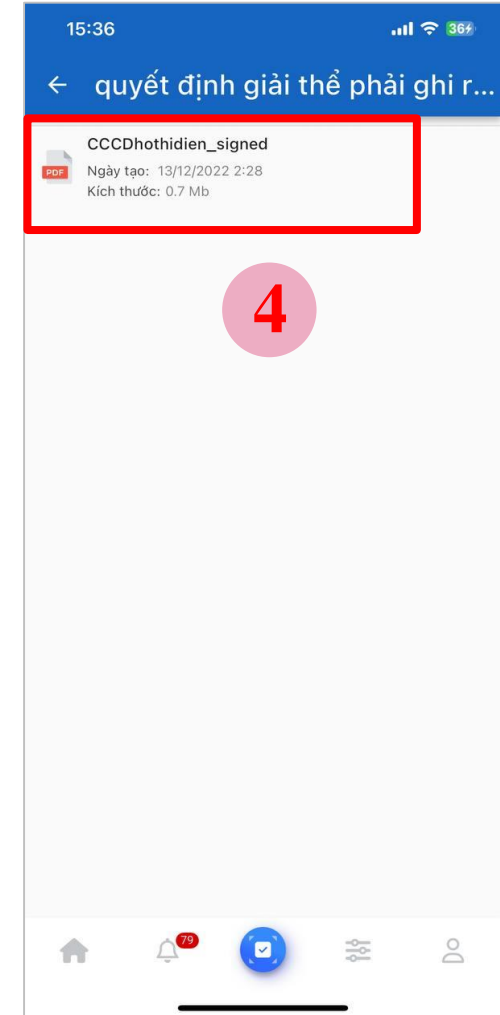 15:36
36
quyết định giải thể phải ghi r...
CCCDhothidien_signed
PDF
Ngày tạo: 13/12/2022 2:28
Kích thước: 0.7 Mb
4
79